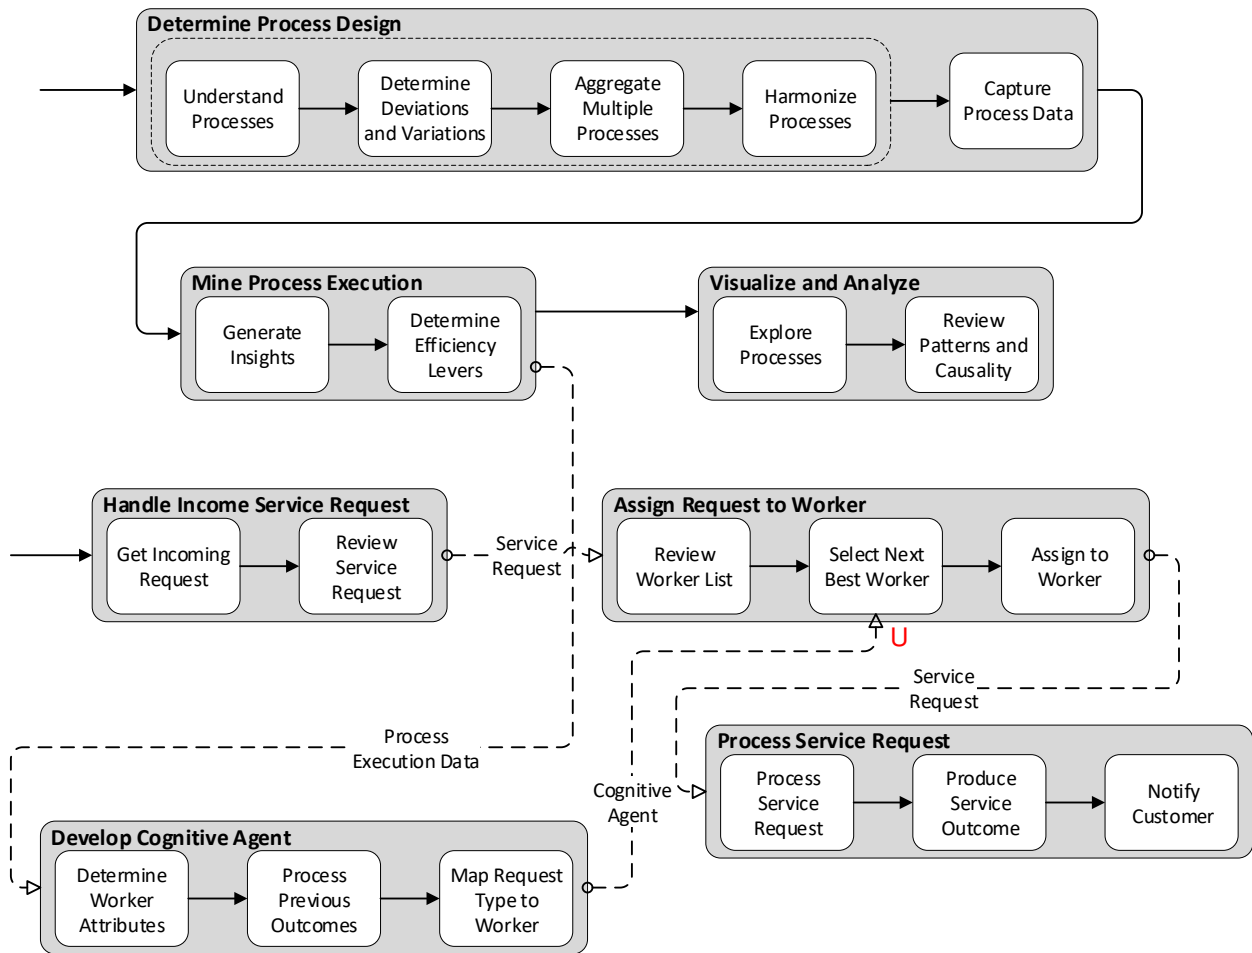 Determine Process Design
Understand
Processes
Determine
Deviations
and Variations
Aggregate
Multiple
Processes
Harmonize
Processes
Capture
Process Data
Mine Process Execution
Generate
Insights
Determine
Efficiency
Levers
Visualize and Analyze
Explore
Processes
Review
Patterns and
Causality
Handle Income Service Request
Get Incoming
Request
Review
Service
Request
Service
Request
Assign Request to Worker
Review
Worker List
Select Next
Best Worker
Assign to
Worker
U
Service
Request
Process
Execution Data
Cognitive
Agent
Process Service Request
Process
Service
Request
Produce
Service
Outcome
Notify
Customer
Develop Cognitive Agent
Determine
Worker
Attributes
Process
Previous
Outcomes
Map Request
Type to
Worker